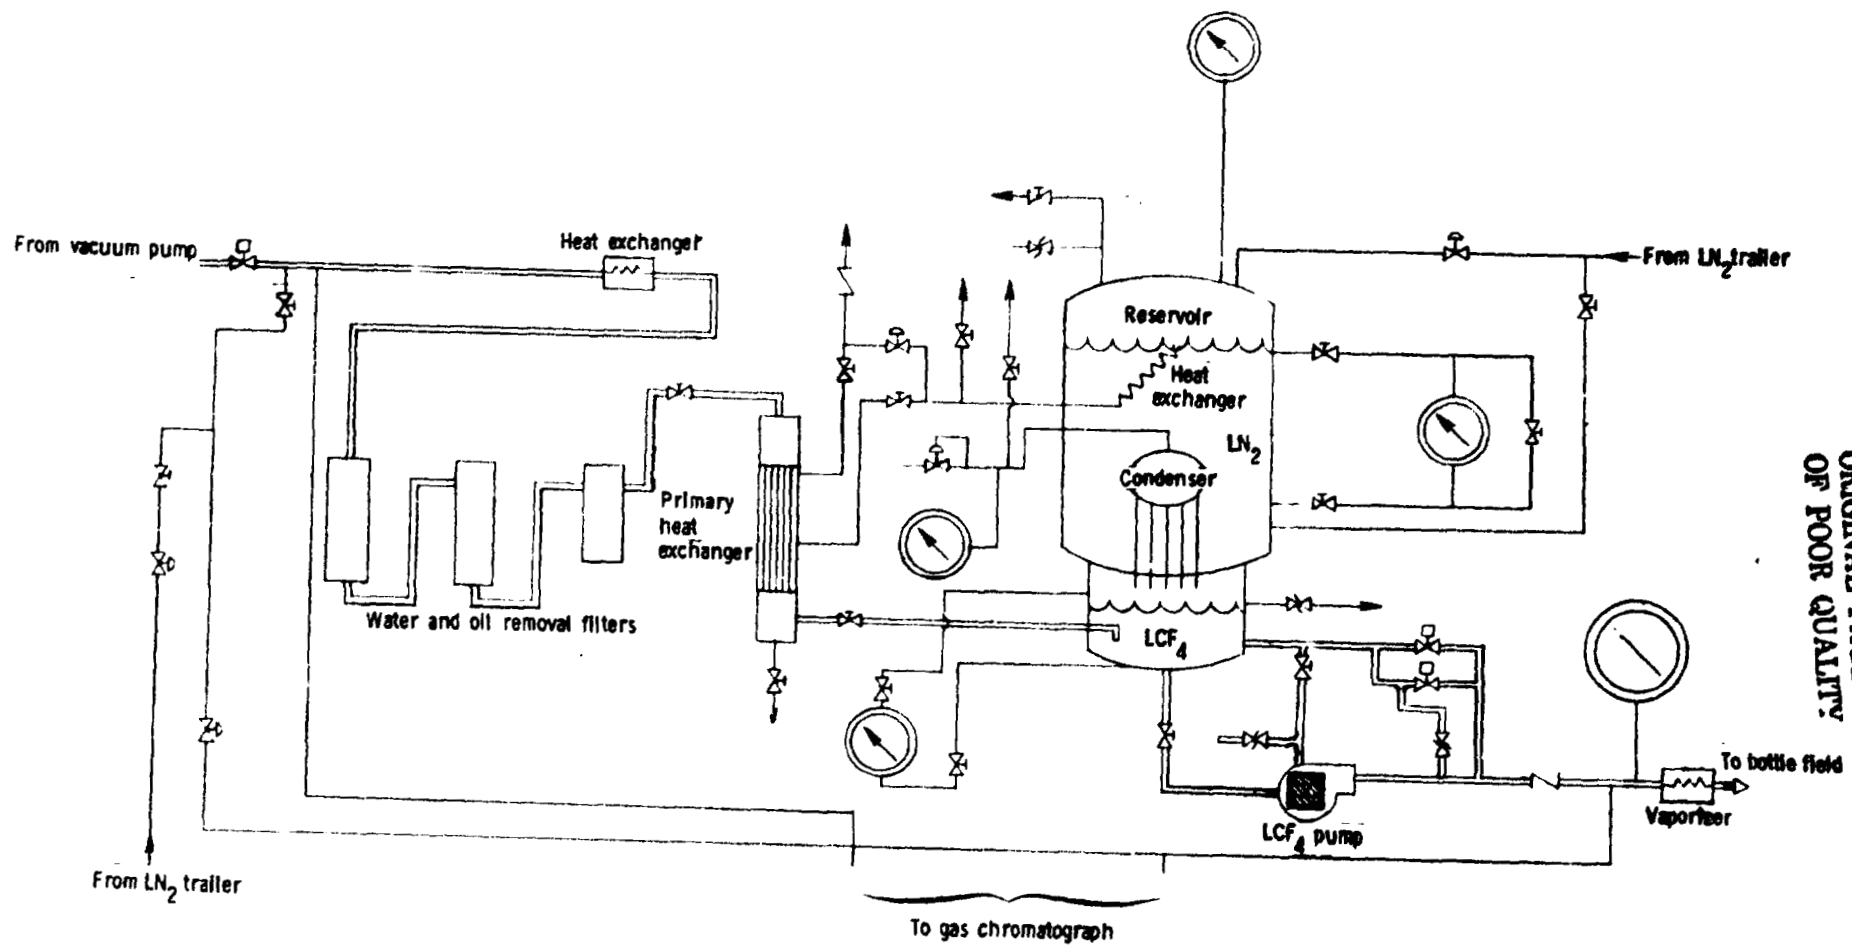 From vacuum pump
Heat exchanger
From LN2 trailer
Reservoir
Heat
exchanger
LN2
Condenser
Primary
heat
exchanger
Water and oil removal filters
LCF4
OF POOR QUALITY
To bottle field
Vaporizer
LCF4 pump
From LN2 trailer
To gas chromatograph